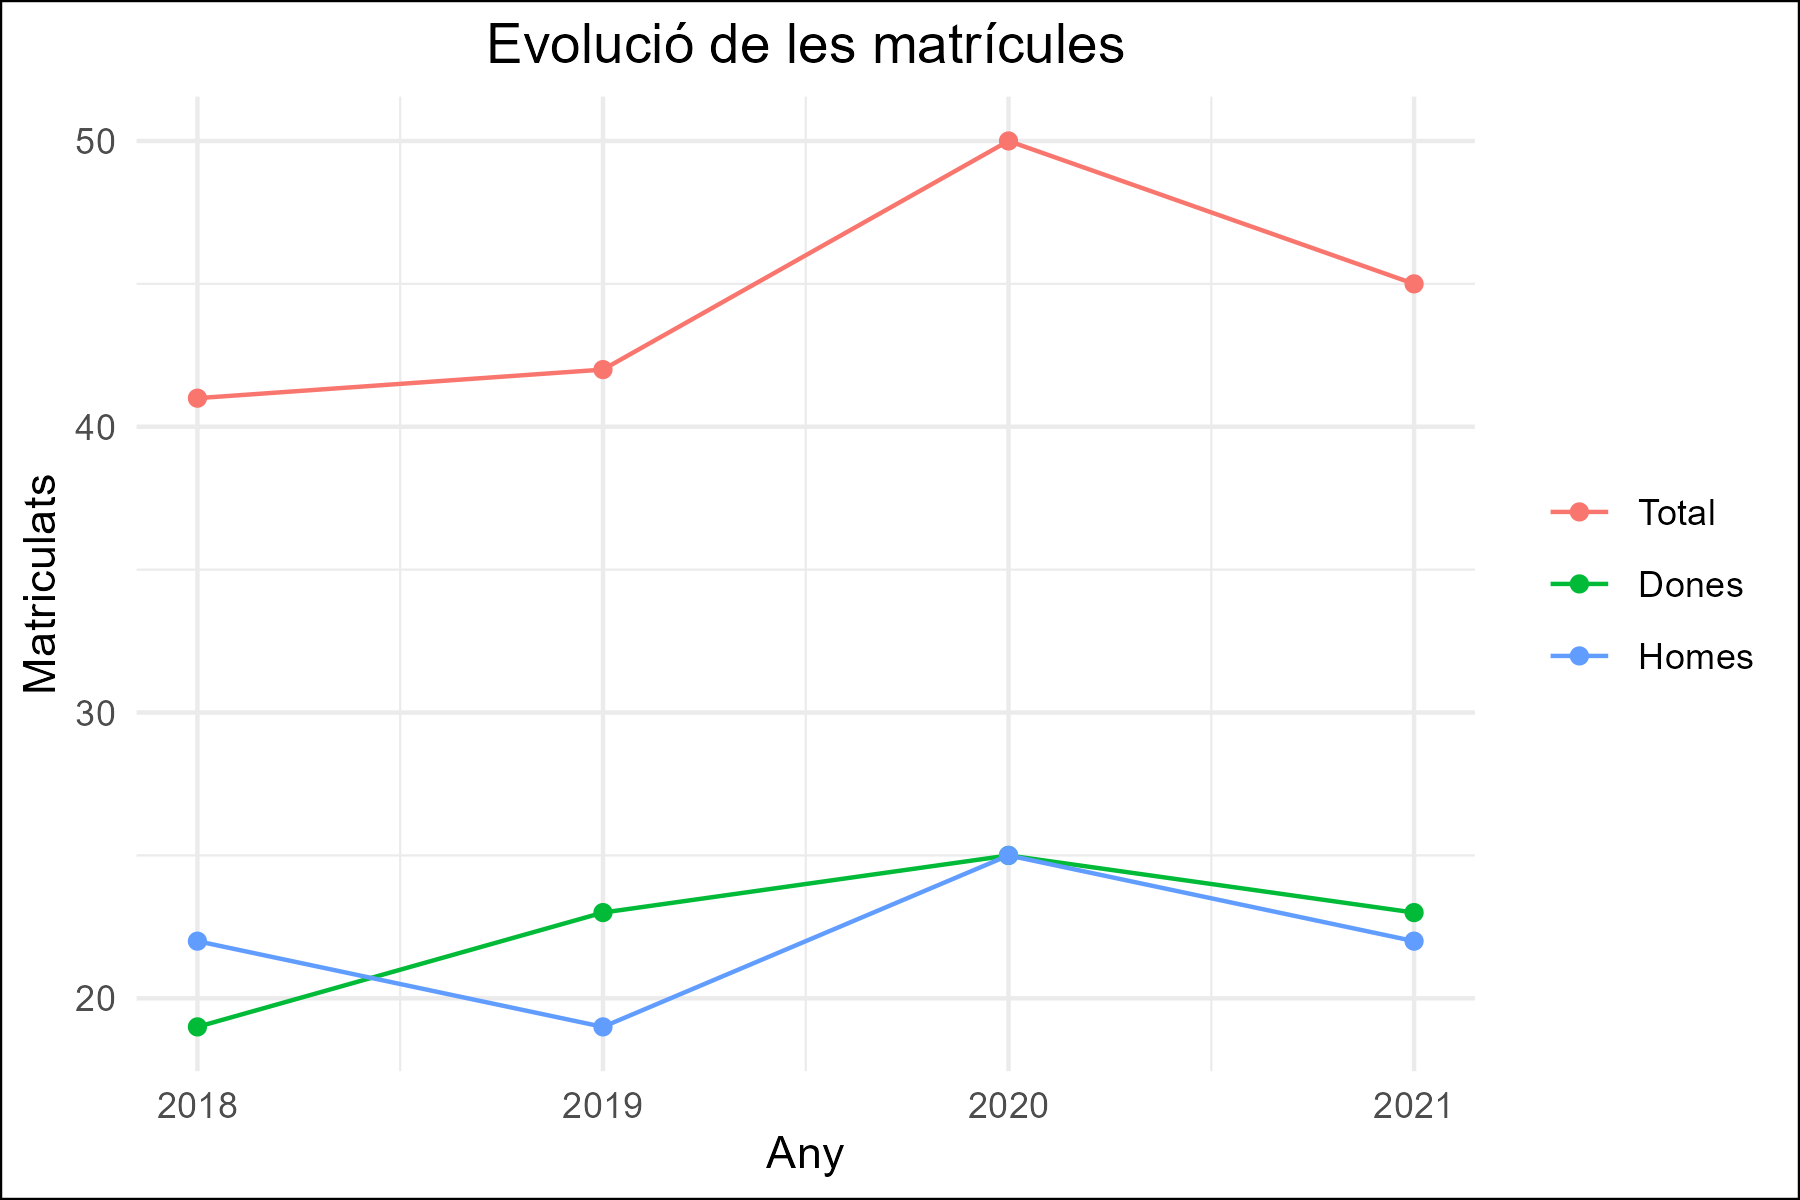 Evolució de les matrícules
50
40
30
20
Matriculats
2018
2019
2020
2021
Any
Total
Dones
Homes